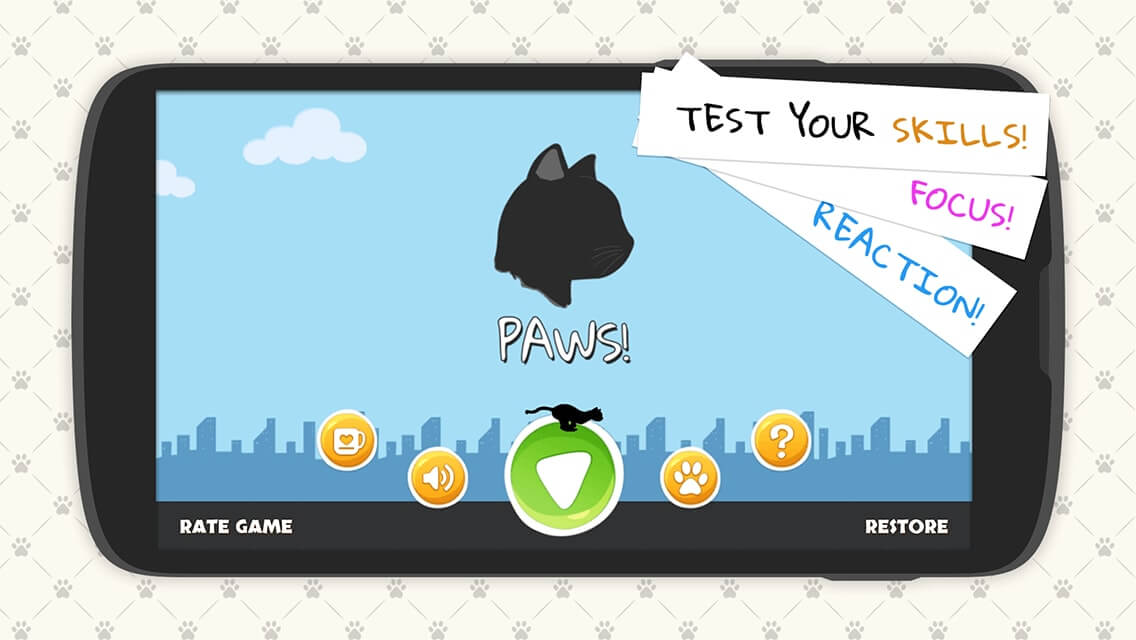 TEST YOUR SKILLS!
FOCUS!
REACTION!
PAWS!
?
RATE GAME
RESTORE